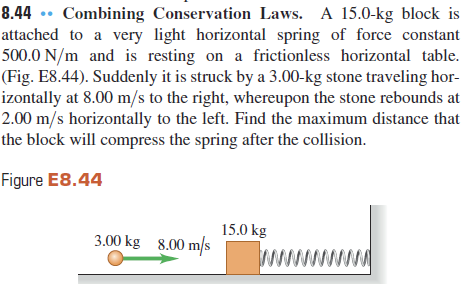 8.44 •• Combining Conservation Laws. A 15.0-kg block is
attached to a very light horizontal spring of force constant
500.0 N/m and is resting on a frictionless horizontal table.
(Fig. E8.44). Suddenly it is struck by a 3.00-kg stone traveling hor-
izontally at 8.00 m/s to the right, whereupon the stone rebounds at
2.00 m/s horizontally to the left. Find the maximum distance that
the block will compress the spring after the collision.
Figure E8.44
15.0 kg
3.00 kg 8.00 m/s